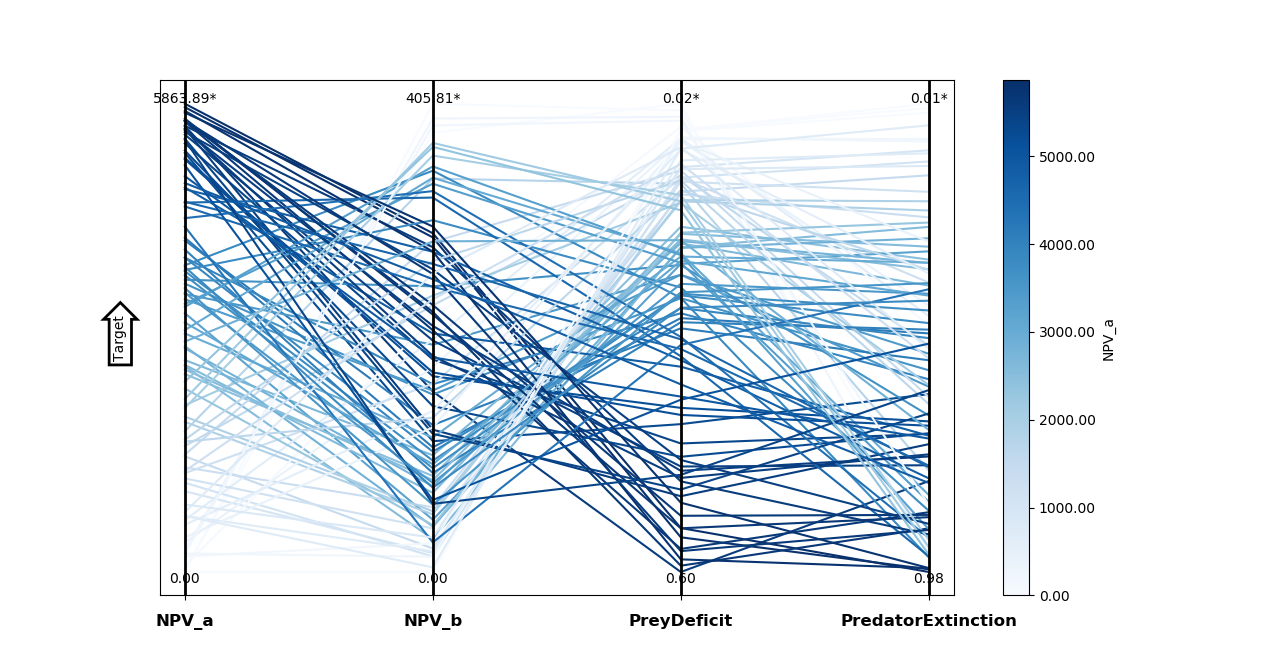 5863.89* 405.81* 0.02* 0.01*
Target
0.00 0.00 0.60 0.98
NPV_a NPV_b PreyDeficit PredatorExtinction
5000.00
4000.00
3000.00
2000.00
1000.00
0.00
NPV_a